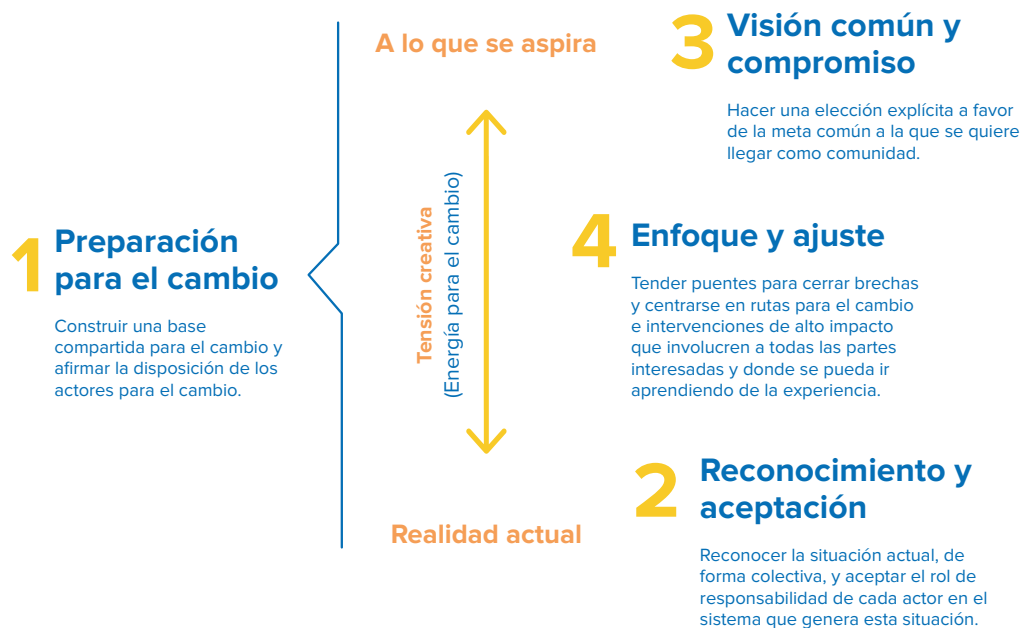 1
Preparación
para el cambio
Construir una base
compartida para el cambio y
afirmar la disposición de los
actores para el cambio.
A lo que se aspira
Tensión creativa
(Energía para el cambio)
Realidad actual
3
Visión común y
compromiso
Hacer una elección explícita a favor
de la meta común a la que se quiere
llegar como comunidad.
4
Enfoque y ajuste
Tender puentes para cerrar brechas
y centrarse en rutas para el cambio
e intervenciones de alto impacto
que involucren a todas las partes
interesadas y donde se pueda ir
aprendiendo de la experiencia.
2
Reconocimiento y
aceptación
Reconocer la situación actual, de
forma colectiva, y aceptar el rol de
responsabilidad de cada actor en el
sistema que genera esta situación.